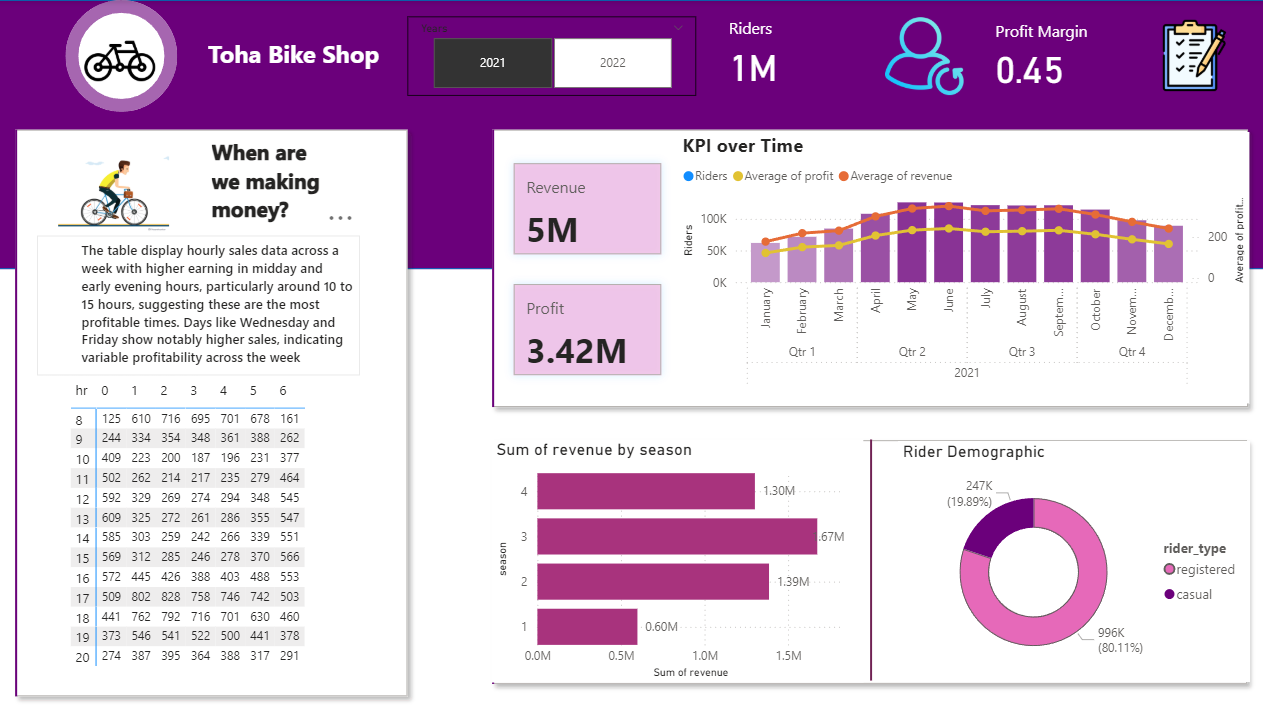 Toha Bike Shop
Years
2021
2022
Riders
1M
Profit Margin
0.45
When are
we making
money?
...
The table display hourly sales data across a
week with higher earning in midday and
early evening hours, particularly around 10 to
15 hours, suggesting these are the most
profitable times. Days like Wednesday and
Friday show notably higher sales, indicating
variable profitability across the week
hr 0 1 2 3 4 5 6
8 125 610 716 695 701 678 161
9 244 334 354 348 361 388 262
10 409 223 200 187 196 231 377
11 502 262 214 217 235 279 464
12 592 329 269 274 294 348 545
13 609 325 272 261 286 355 547
14 585 303 259 242 266 339 551
15 569 312 285 246 278 370 566
16 572 445 426 388 403 488 553
17 509 802 828 758 746 742 503
18 441 762 792 716 701 630 460
19 373 546 541 522 500 441 378
20 274 387 395 364 388 317 291
Revenue
5M
Profit
3.42M
KPI over Time
Riders Average of profit Average of revenue
Riders
100K
50K
0K
200
0
Average of profit...
January
February
March
April
May
June
July
August
Septem...
October
Novem...
Decemb...
Qtr 1 Qtr 2 Qtr 3 Qtr 4
2021
Sum of revenue by season
season
4 1.30M
3 .67M
2 1.39M
1 0.60M
0.0M 0.5M 1.0M 1.5M
Sum of revenue
Rider Demographic
247K
(19.89%)
996K
(80.11%)
rider_type
registered
casual